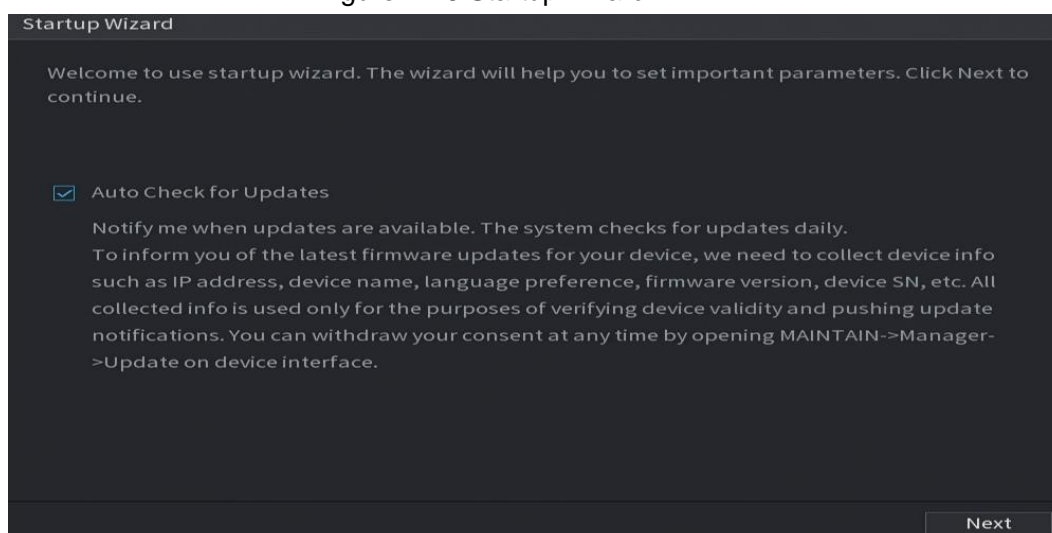 Startup Wizard
Startup Wizard
Welcome to use startup wizard. The wizard will help you to set important parameters. Click Next to
continue.
Auto Check for Updates
Notify me when updates are available. The system checks for updates daily.
To inform you of the latest firmware updates for your device, we need to collect device info
such as IP address, device name, language preference, firmware version, device SN, etc. All
collected info is used only for the purposes of verifying device validity and pushing update
notifications. You can withdraw your consent at any time by opening MAINTAIN->Manager-
>Update on device interface.
Next